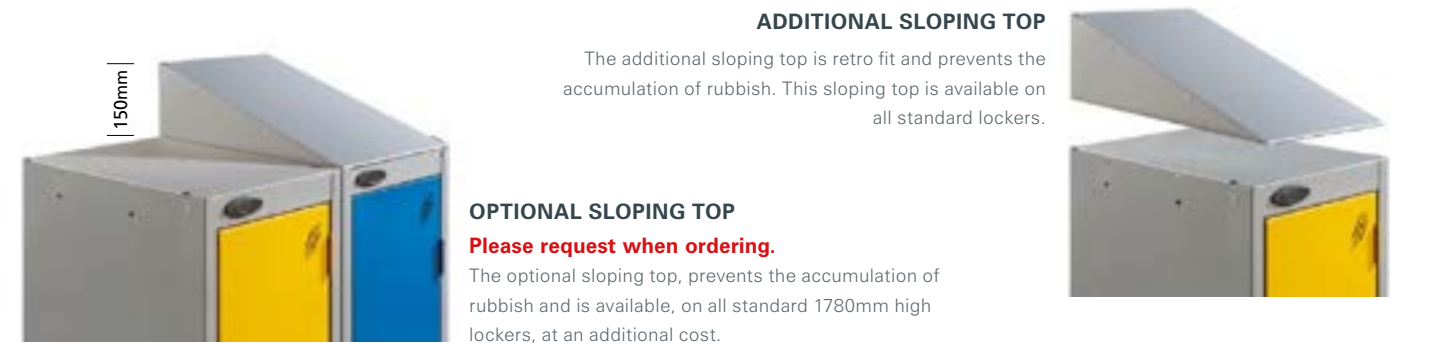 ADDITIONAL SLOPING TOP
The additional sloping top is retro fit and prevents the
accumulation of rubbish. This sloping top is available on
all standard lockers.
150mm
OPTIONAL SLOPING TOP
Please request when ordering.
The optional sloping top, prevents the accumulation of
rubbish and is available, on all standard 1780mm high
lockers, at an additional cost.